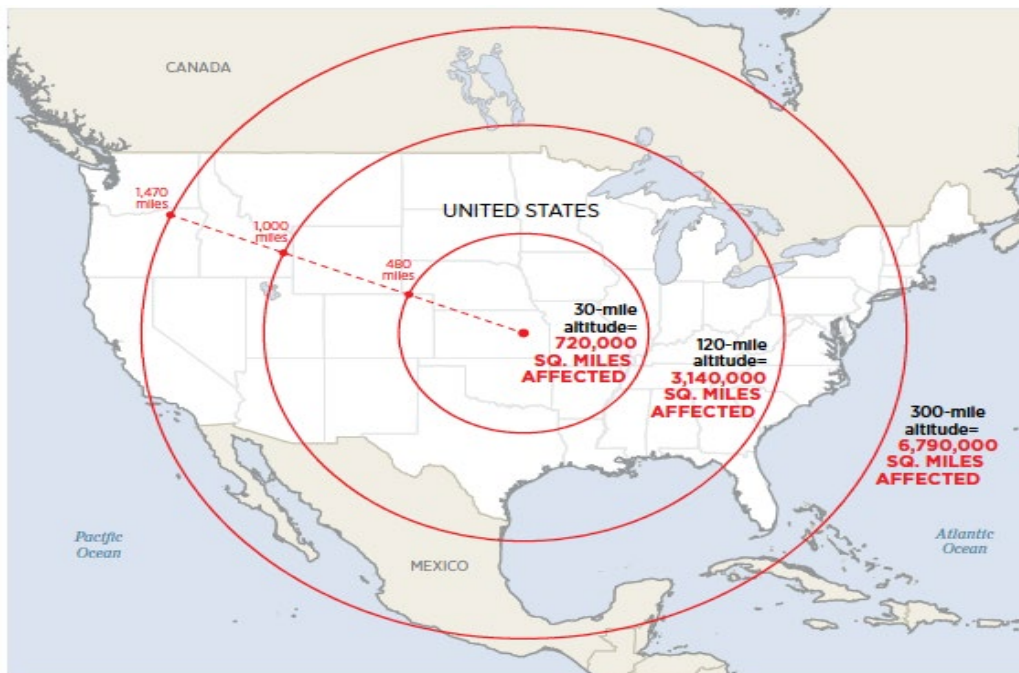 CANADA
1,470
miles
1,000
miles
UNITED STATES
480
miles
30-mile
altitude=
720,000
SQ. MILES
AFFECTED
120-mile
altitude=
3,140,000
SQ. MILES
AFFECTED
300-mile
altitude=
6,790,000
SQ. MILES
AFFECTED
Pacific
Ocean
Atlantic
Ocean
MEXICO